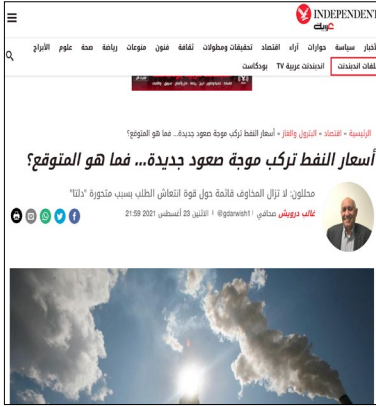 INDEPENDENT
عربية
أخبار سياسة حوارات آراء اقتصاد تحقيقات ومطولات ثقافة فنون منوعات رياضة صحة علوم الأبراج
ملفات اندبندنت اندبندنت عربية TV بودكاست
الرئيسية » اقتصاد » البترول والغاز » أسعار النفط تركب موجة صعود جديدة... فما هو المتوقع؟
أسعار النفط تركب موجة صعود جديدة... فما هو المتوقع؟
محللون: لا تزال المخاوف قائمة حول قوة انتعاش الطلب بسبب متحورة "دلتا"
غالب درويش صحافي @gdarwish1 الاثنين 23 أغسطس 2021 21:59